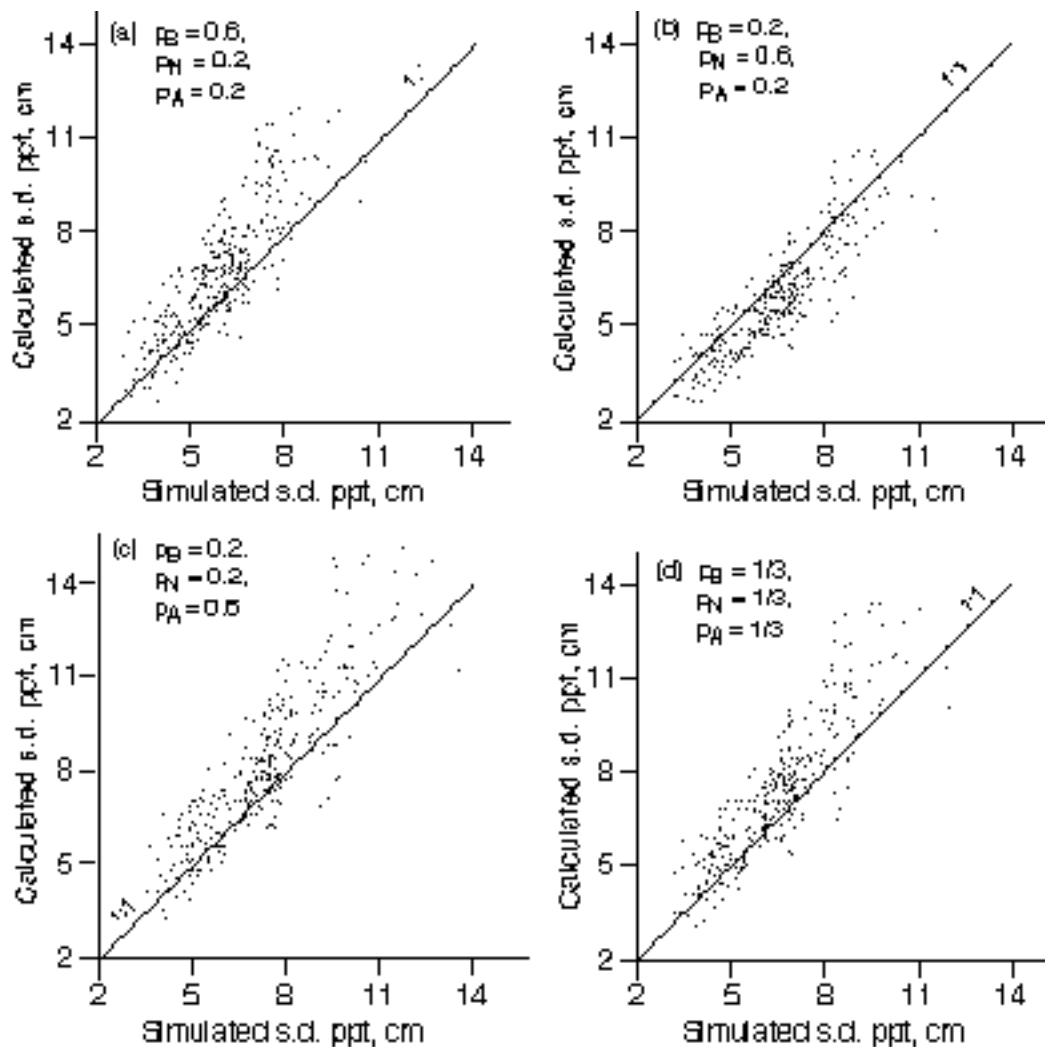 (a) PB = 0.6,
PN = 0.2,
PA = 0.2
1:
14
11
8
5
2
Calculated s.d. ppt, cm
2 5 8 11 14
Simulated s.d. ppt, cm
(b) PB = 0.2,
PN = 0.6,
PA = 0.2
1:1
14
11
8
5
2
Calculated s.d. ppt, cm
2 5 8 11 14
Simulated s.d. ppt, cm
(c) PB = 0.2.
PN = 0.2,
PA = 0.6
1:1
14
11
8
5
2
Calculated s.d. ppt, cm
2 5 8 11 14
Simulated s.d. ppt, cm
(d) PB = 1/3,
PN = 1/3,
PA = 1/3
1:1
14
11
8
5
2
Calculated s.d. ppt, cm
2 5 8 11 14
Simulated s.d. ppt, cm